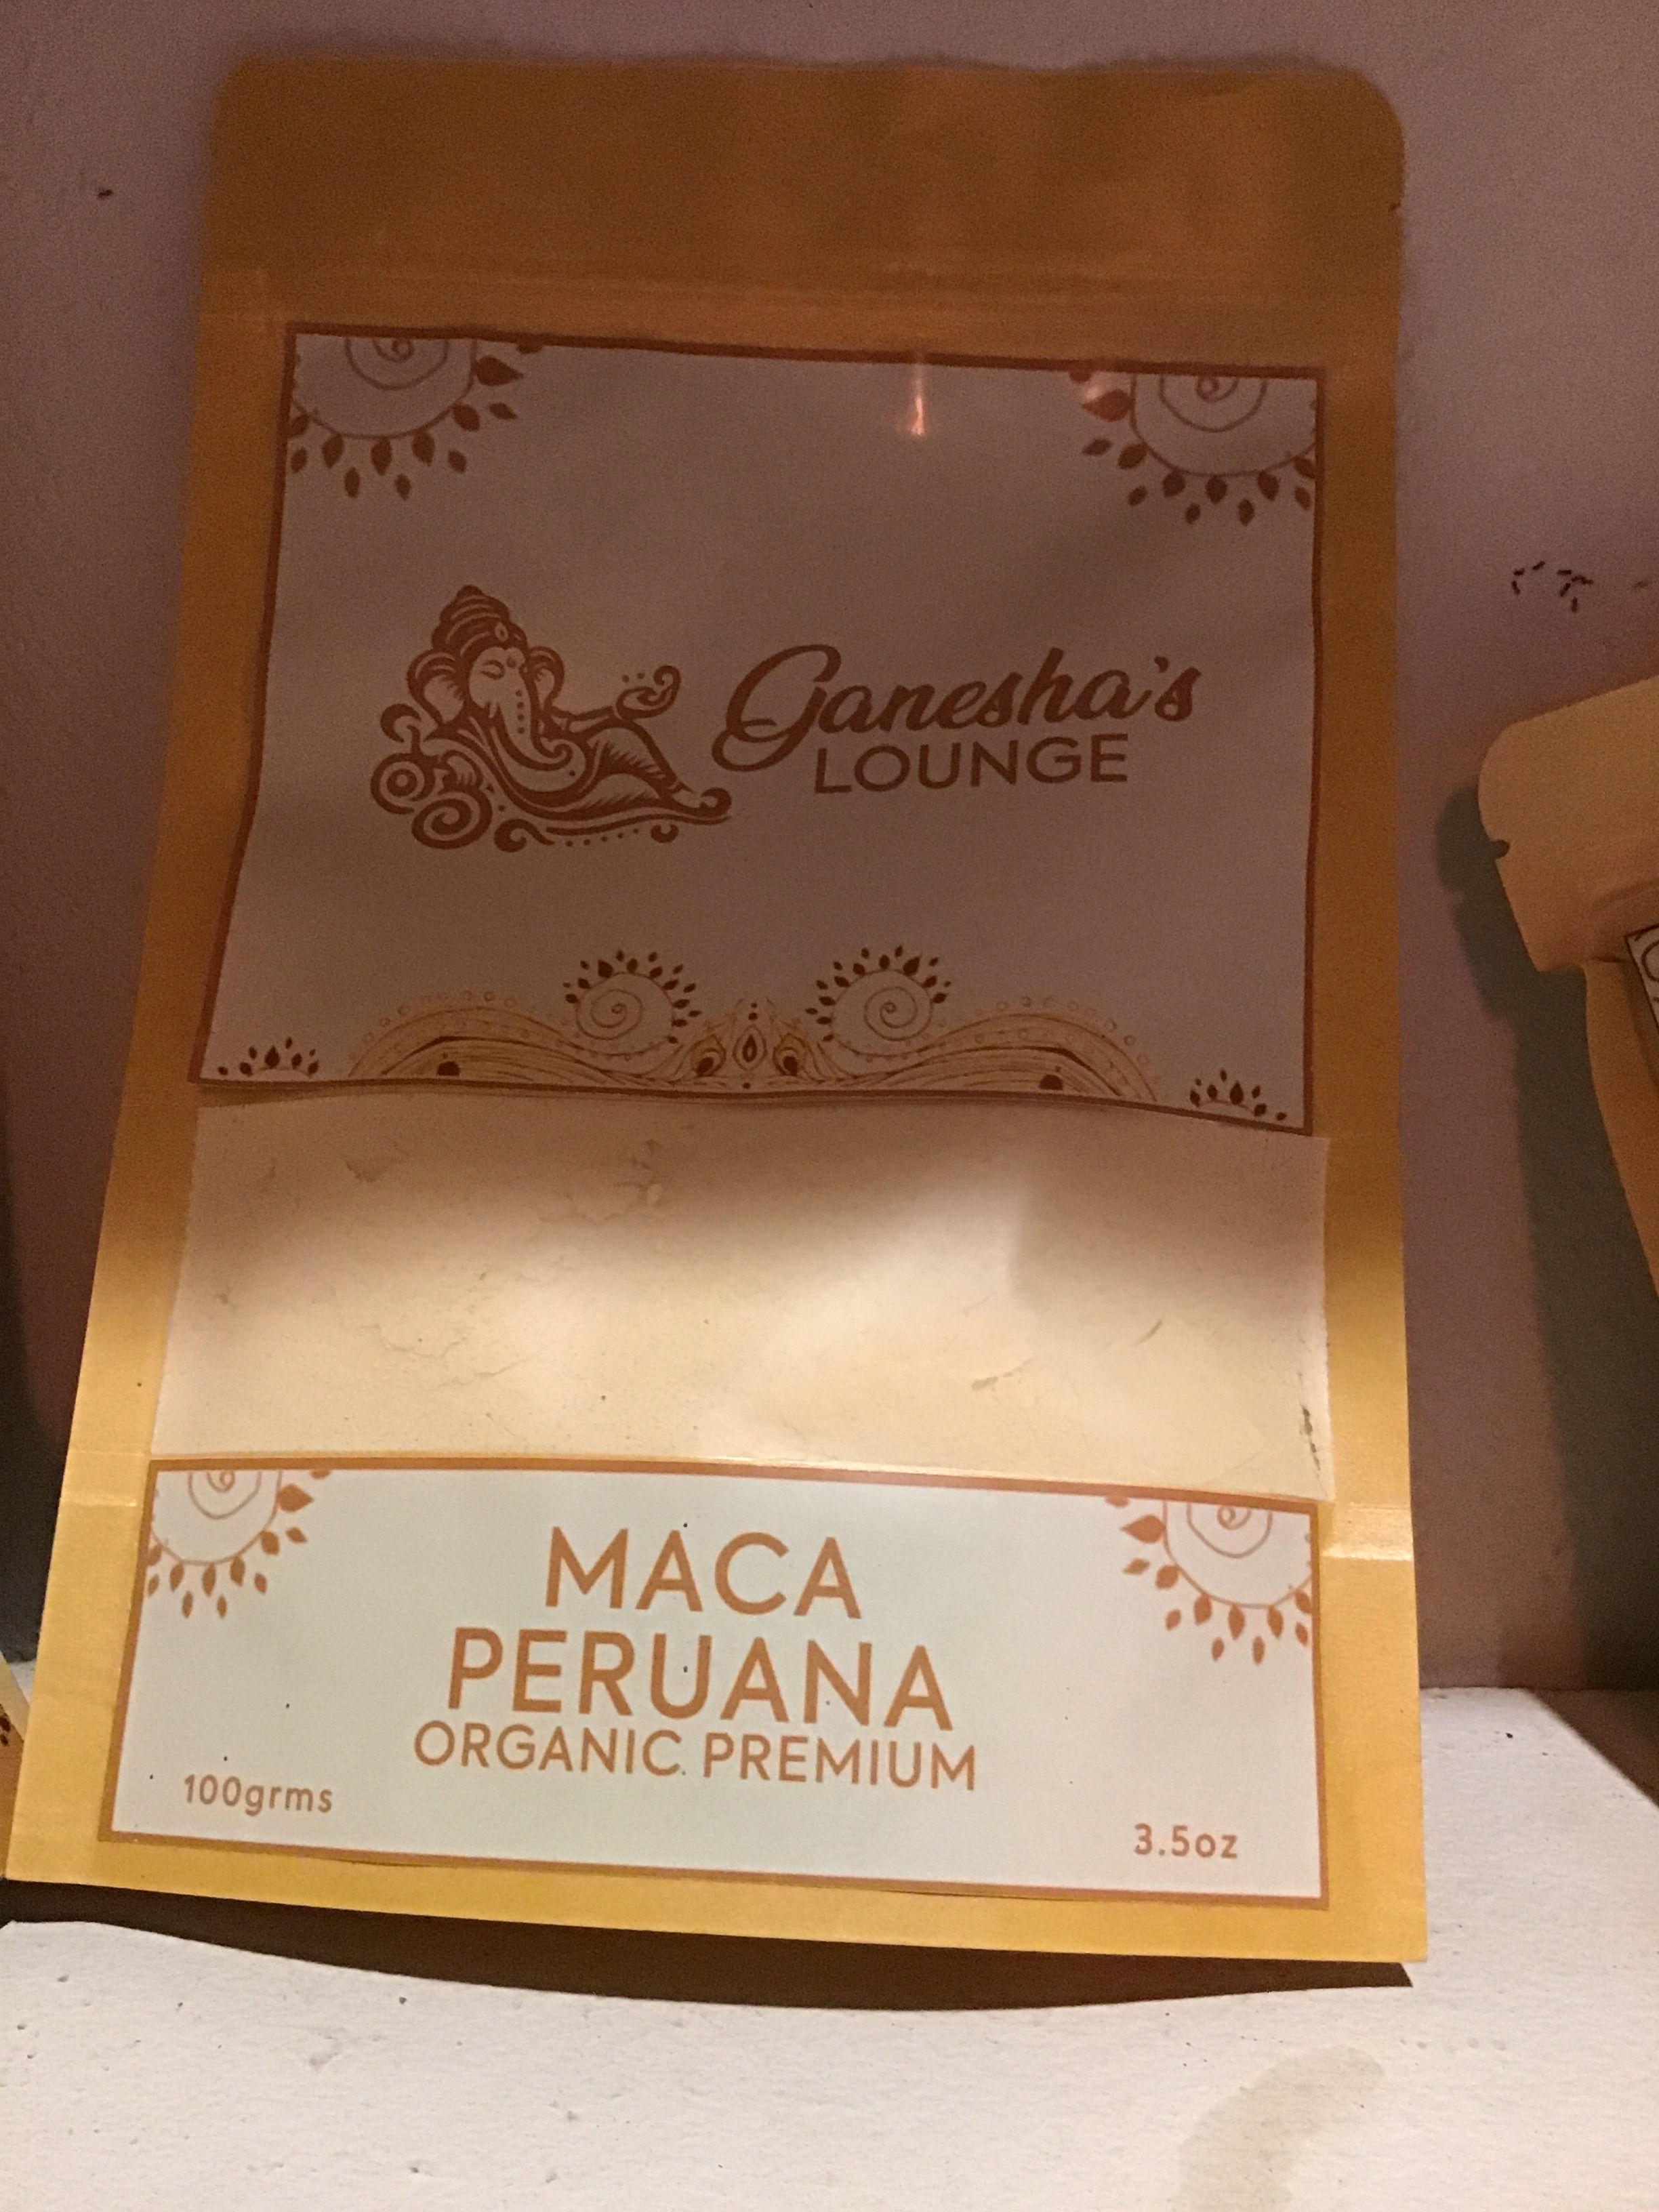 Ganesha's
LOUNGE
MACA
PERUANA
ORGANIC PREMIUM
100grms
3.5oz